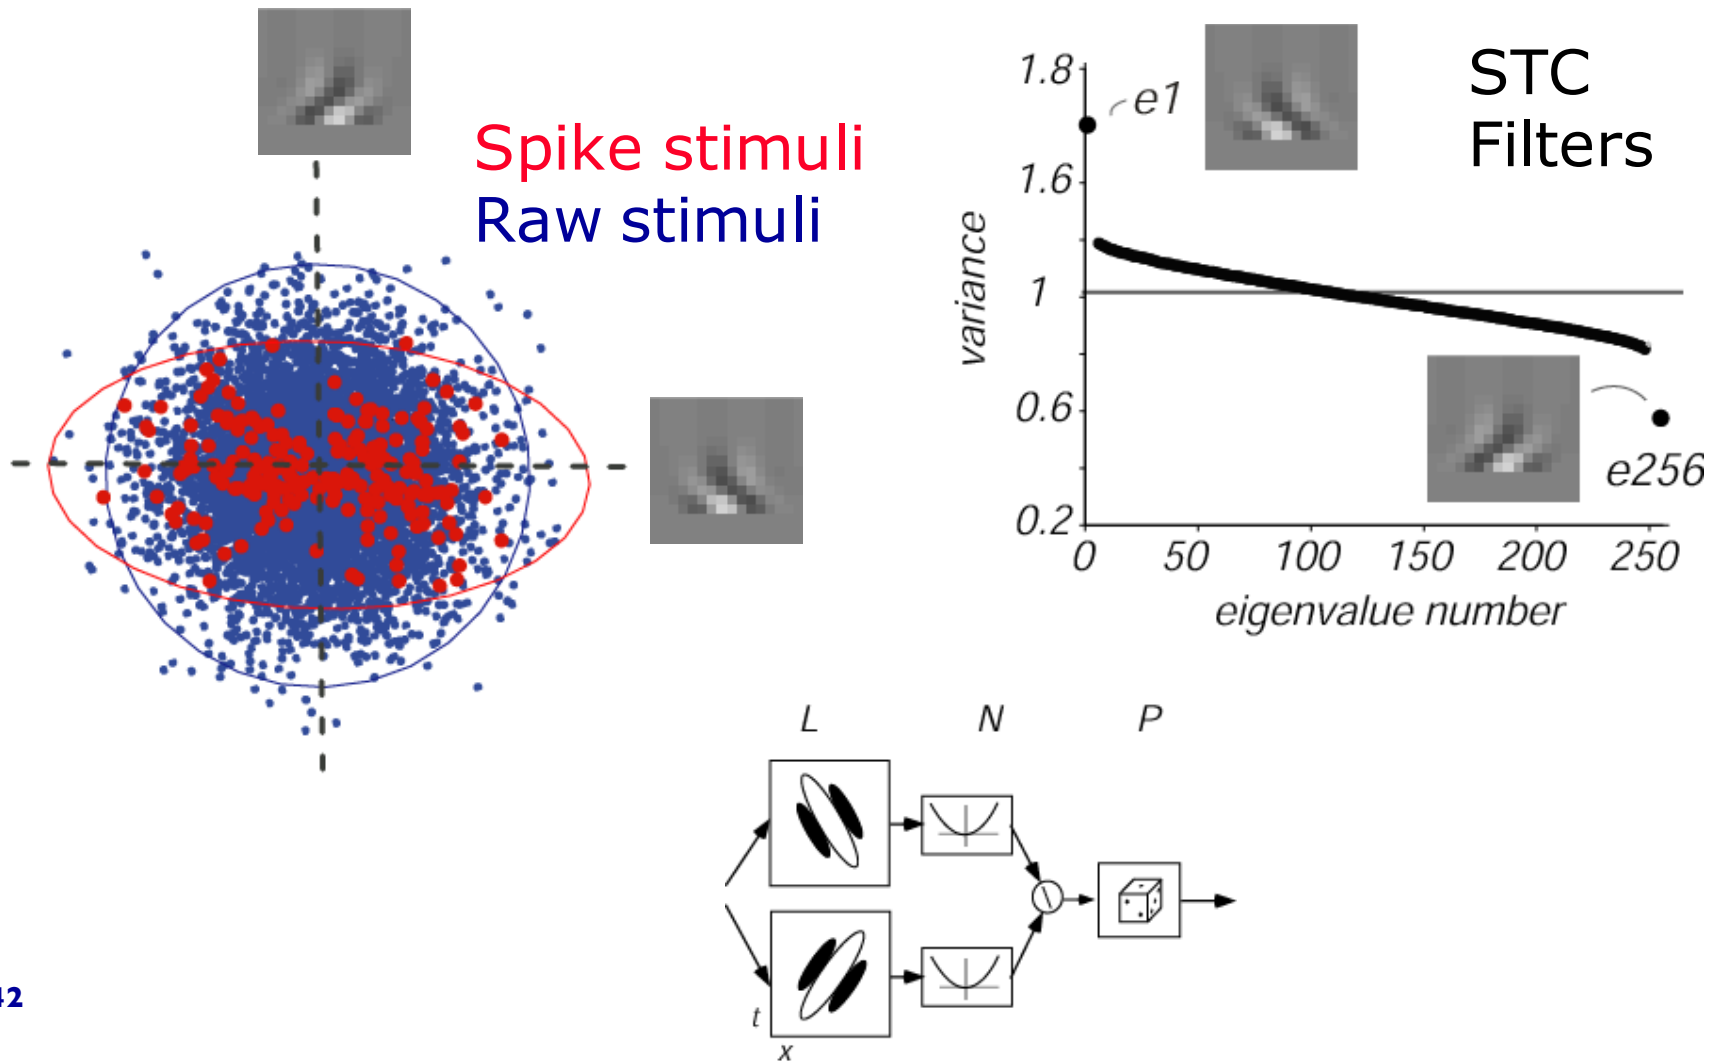 Spike stimuli
Raw stimuli
STC
Filters
1.8
1.6
1
0.6
0.2
variance
e1
e256
0
50
100
150
200
250
eigenvalue number
L
N
P
t
x